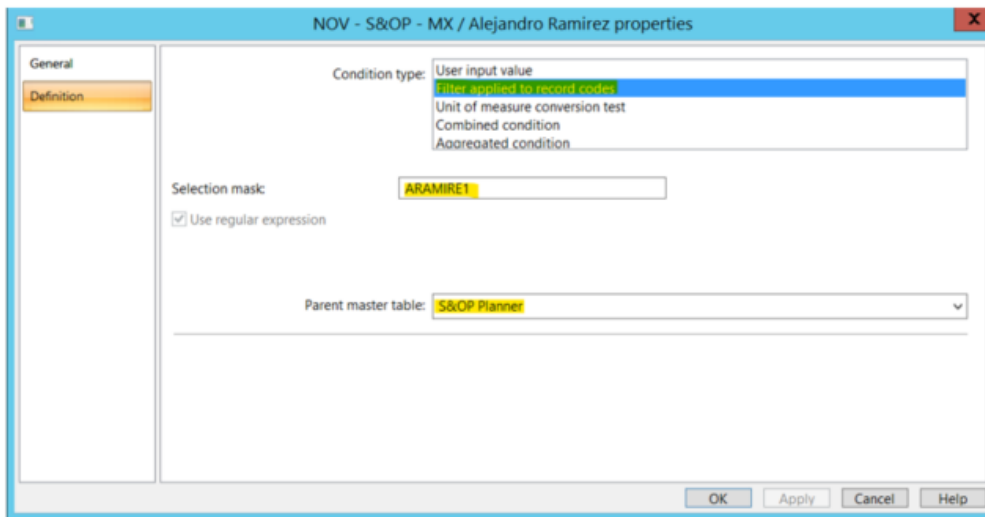 NOV - S&OP - MX / Alejandro Ramirez properties
X
General
Definition
Condition type:
User input value
Filter applied to record codes
Unit of measure conversion test
Combined condition
Aggregated condition
Selection mask:
ARAMIRE1
Use regular expression
Parent master table:
S&OP Planner
OK
Apply
Cancel
Help